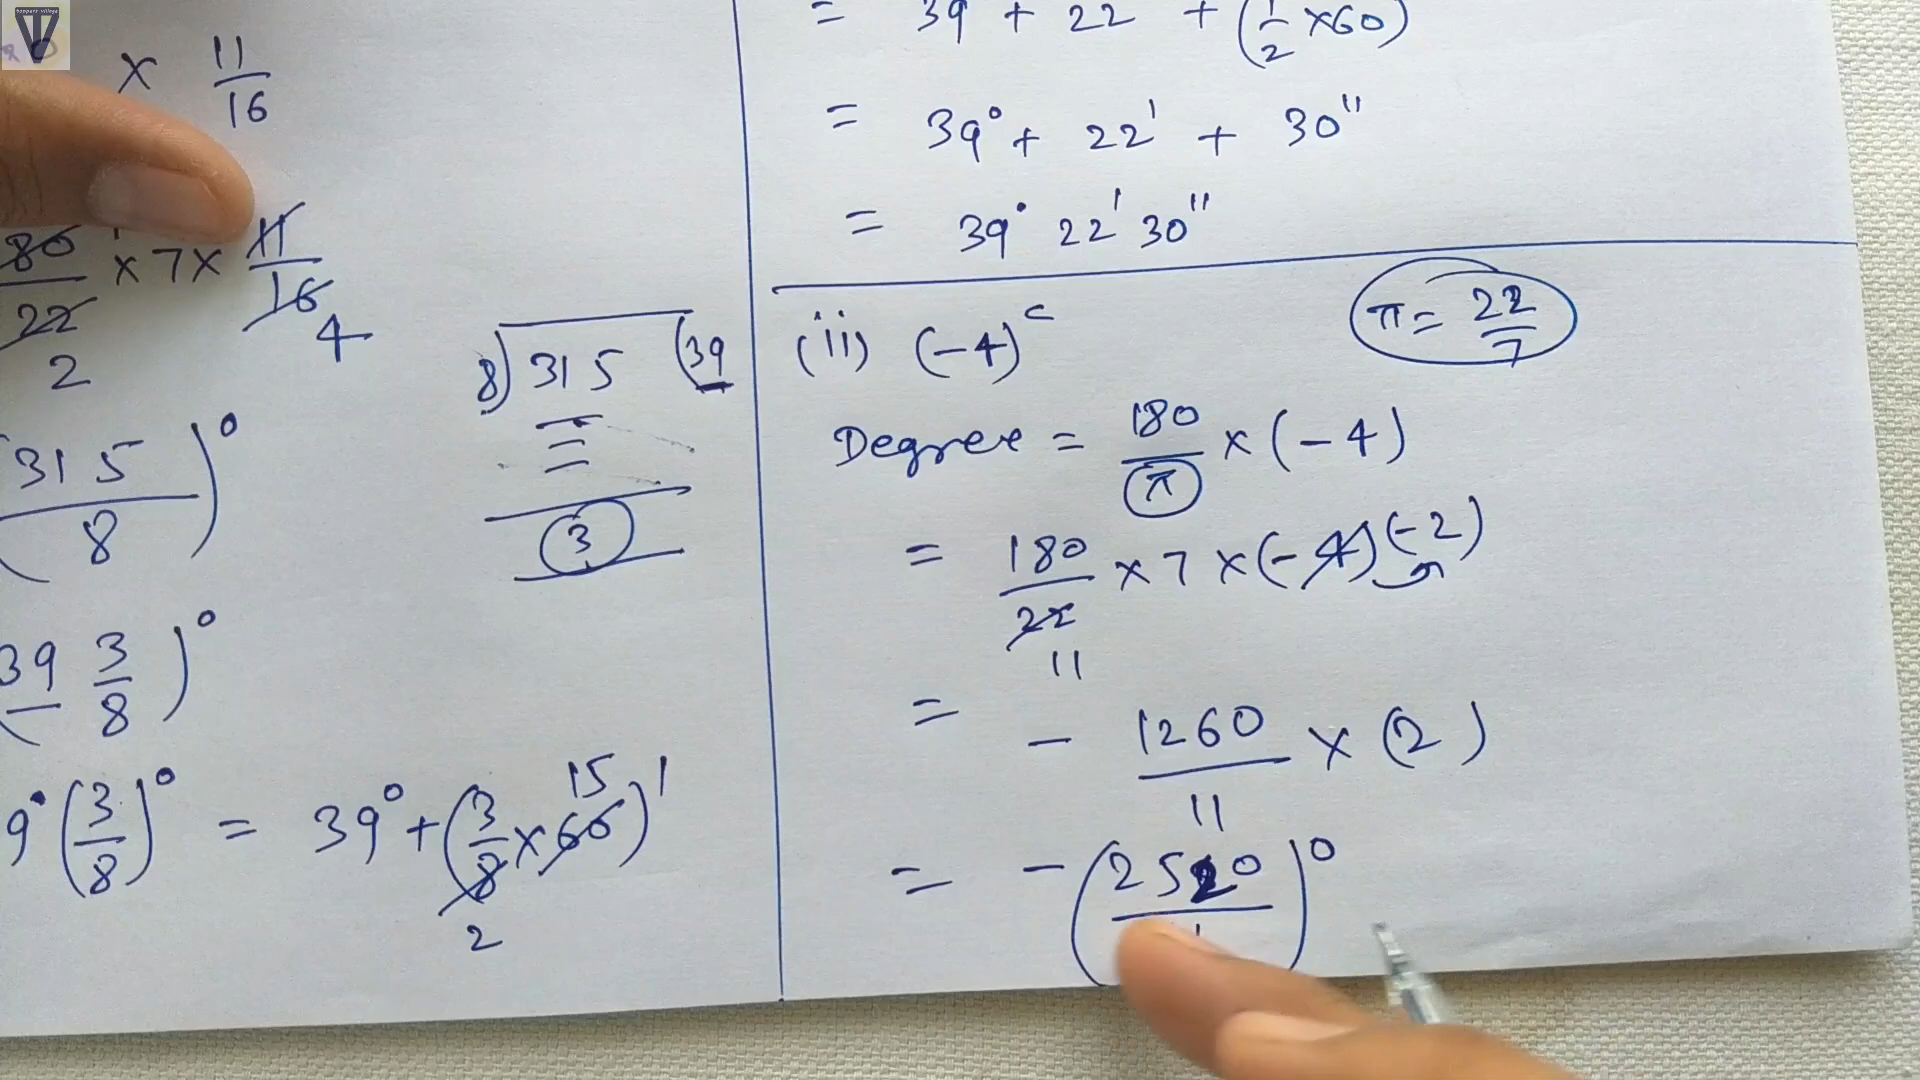 × 11/16
80/22 × 7 × 11/16
2 4
8) 315 (39
3
(315/8)°
(39 3/8)°
9° (3/8)° = 39° + (3/8 × 60)' 15
2
= 39 + 22 + (1/2 × 60)
= 39° + 22' + 30"
= 39° 22' 30"
(ii) (-4)ᶜ π = 22/7
Degree = 180/π × (-4)
= 180/22 × 7 × (-4) (-2)
11
= - 1260/11 × (2)
= - (2520/)°